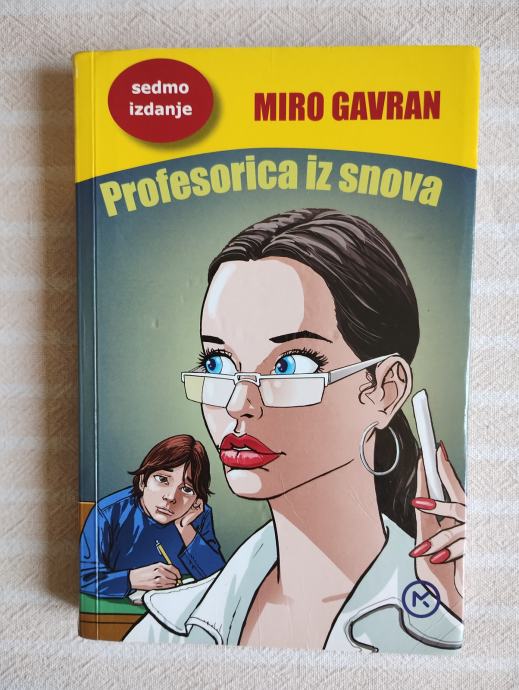 sedmo
izdanje
MIRO GAVRAN
Profesorica iz snova